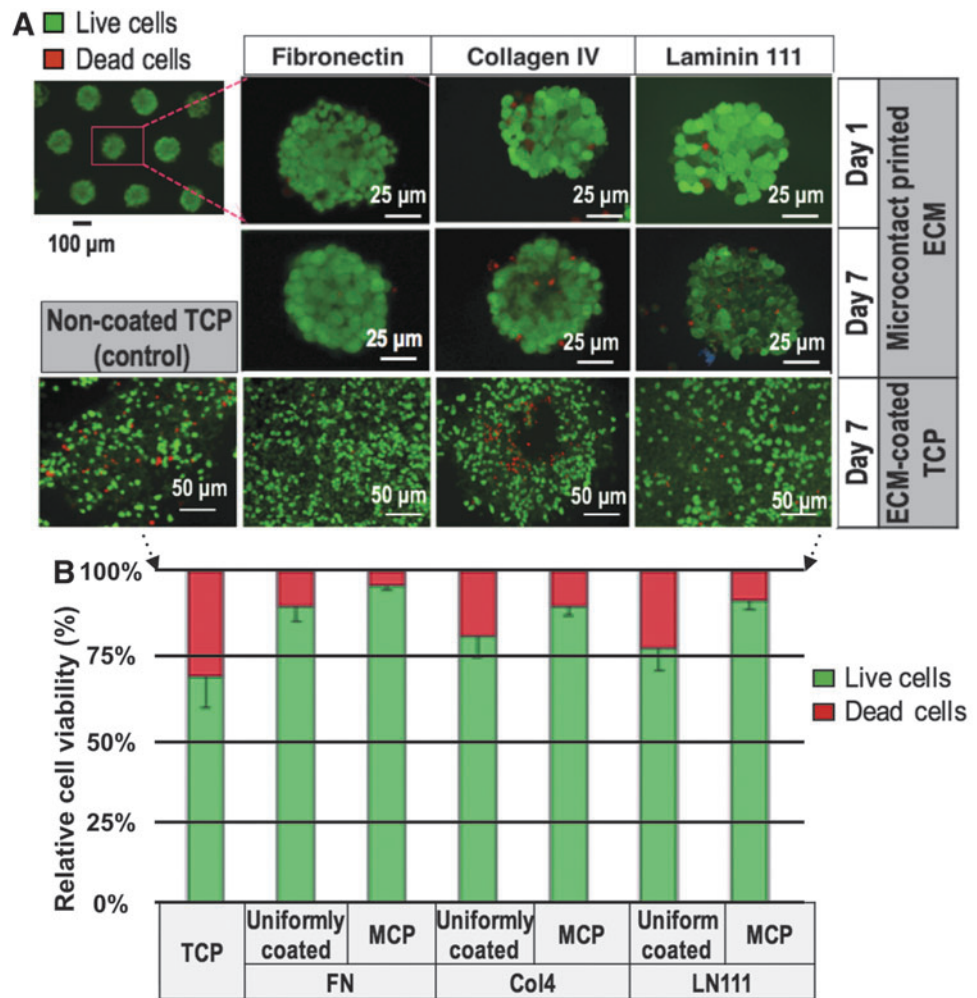 A
Live cells
Dead cells
Fibronectin
Collagen IV
Laminin 111
25 µm
25 µm
25 µm
Day 1
Microcontact printed
ECM
100 µm
25 µm
25 µm
25 µm
Day 7
Non-coated TCP
(control)
50 µm
50 µm
50 µm
50 µm
Day 7
ECM-coated
TCP
B
Relative cell viability (%)
100%
75%
50%
25%
0%
Live cells
Dead cells
TCP
Uniformly
coated
MCP
Uniformly
coated
MCP
Uniform
coated
MCP
FN
Col4
LN111